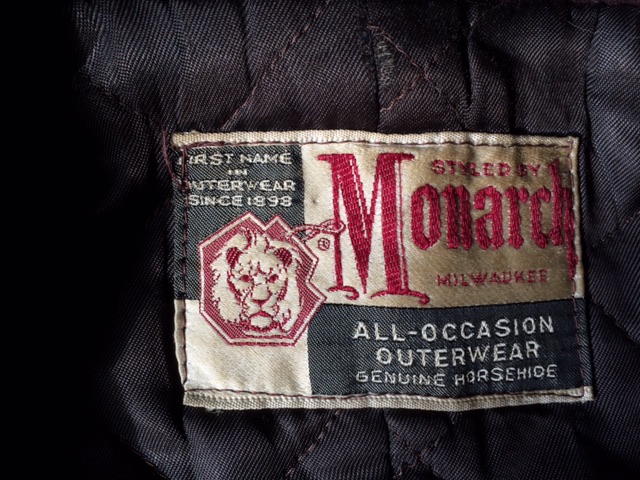 FIRST NAME
IN
OUTERWEAR
SINCE 1898
STYLED BY
Monarch
®
MILWAUKEE
ALL-OCCASION
OUTERWEAR
GENUINE HORSEHIDE